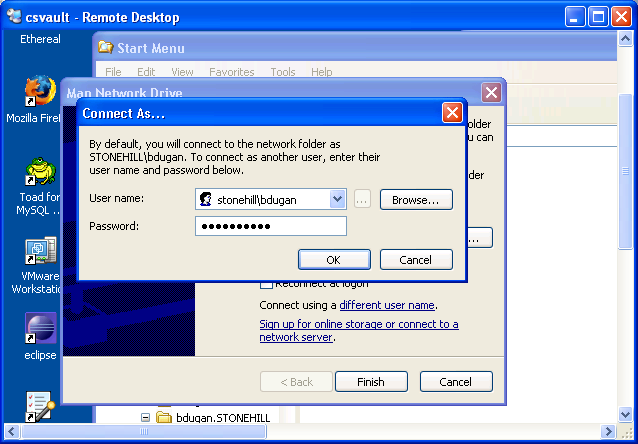 csvault - Remote Desktop
Ethereal
Start Menu
File Edit View Favorites Tools Help
Mozilla Firef
Map Network Drive
Connect As...
older
u can
By default, you will connect to the network folder as
STONEHILL\bdugan. To connect as another user, enter their
user name and password below.
der
User name: stonehill\bdugan ... Browse...
Toad for
MySQL ...
Password: ●●●●●●●●●●
...
OK Cancel
VMware
Workstatio
Reconnect at logon
Connect using a different user name.
Sign up for online storage or connect to a
network server.
eclipse
< Back Finish Cancel
bdugan.STONEHILL